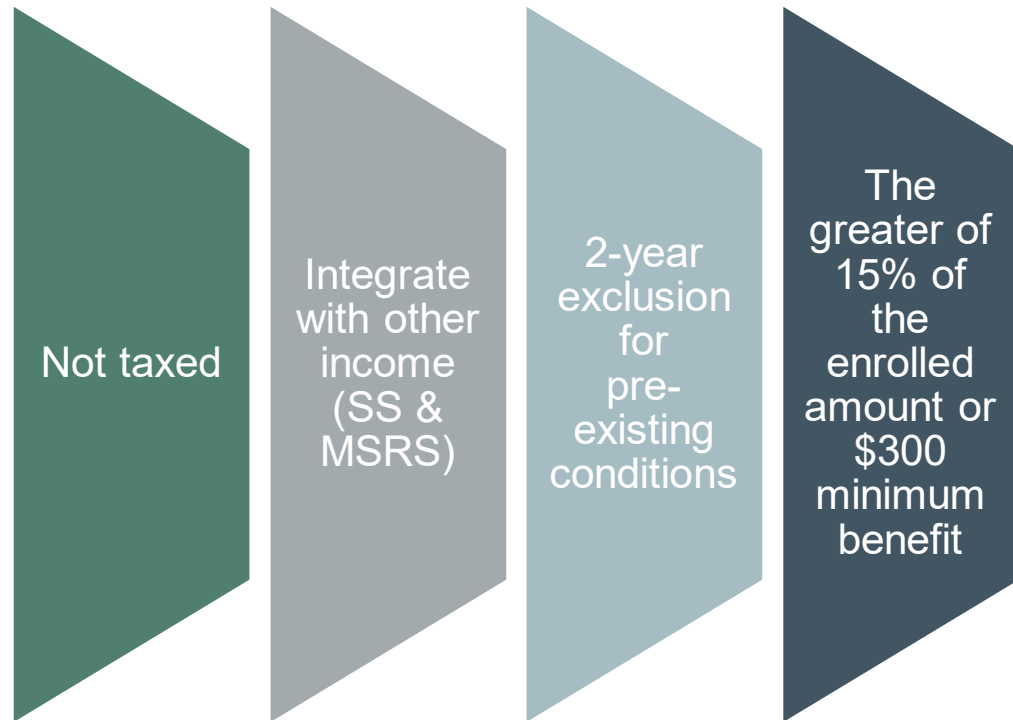 Not taxed
Integrate
with other
income
(SS &
MSRS)
2-year
exclusion
for
pre-
existing
conditions
The
greater of
15% of
the
enrolled
amount or
$300
minimum
benefit